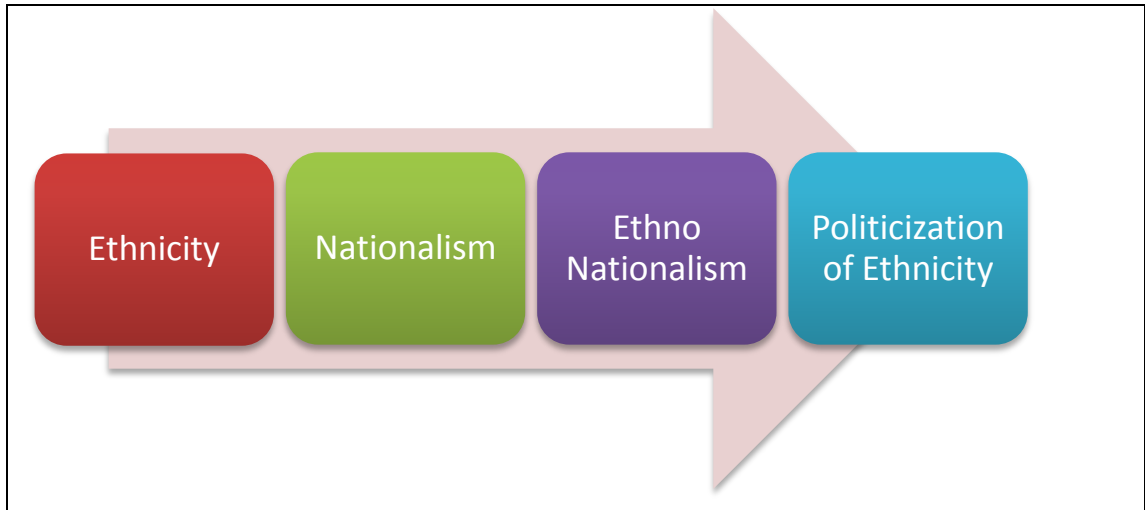 Ethnicity
Nationalism
Ethno
Nationalism
Politicization
of Ethnicity